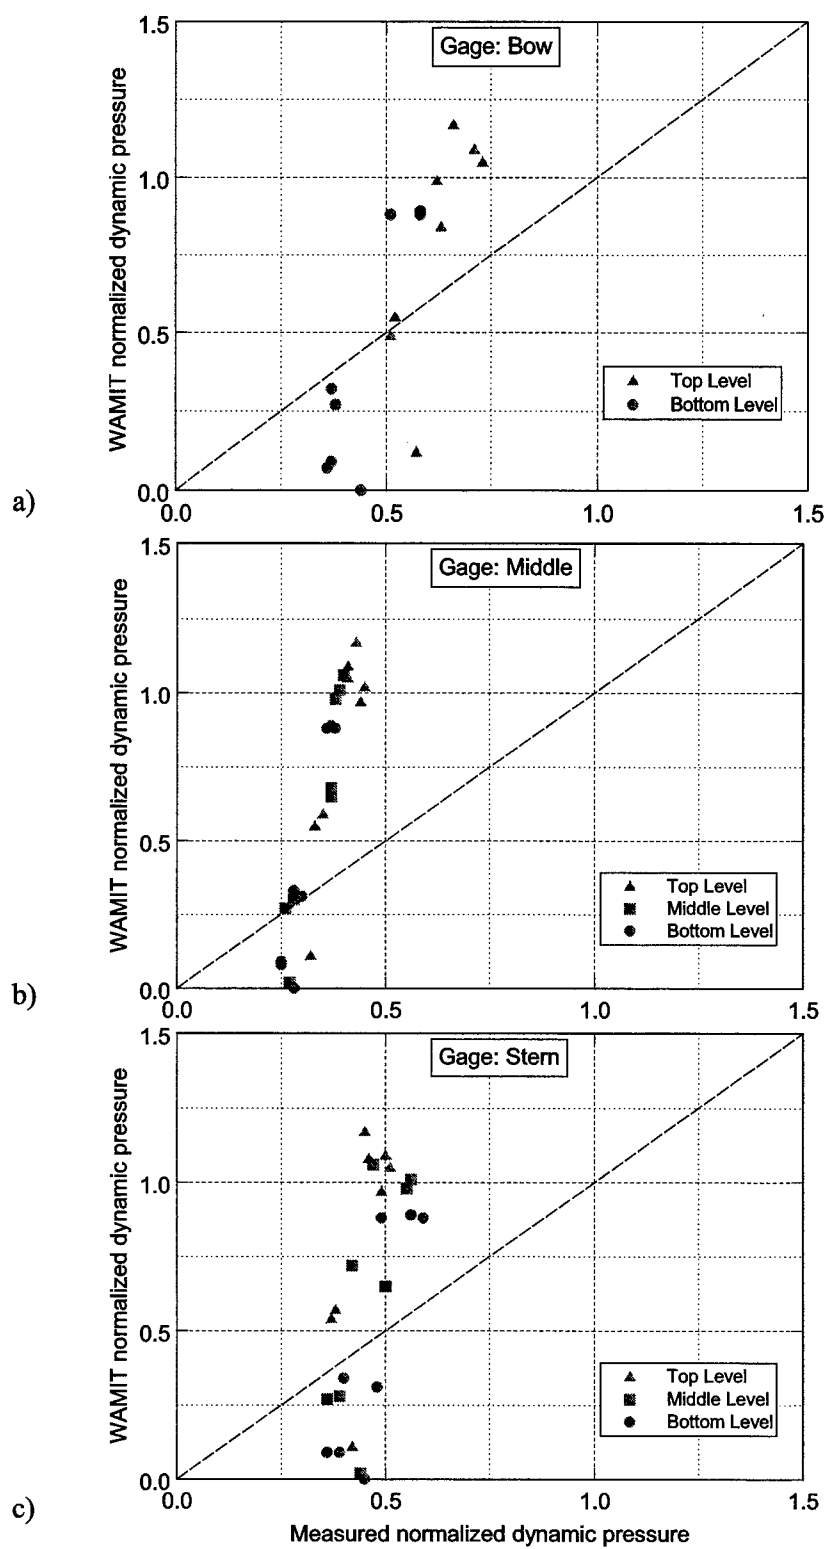 1.5
Gage: Bow
1.0
WAMIT normalized dynamic pressure
0.5
Top Level
Bottom Level
0.0
a)
0.0 0.5 1.0 1.5
1.5
Gage: Middle
1.0
WAMIT normalized dynamic pressure
0.5
Top Level
Middle Level
Bottom Level
0.0
b)
0.0 0.5 1.0 1.5
1.5
Gage: Stern
1.0
WAMIT normalized dynamic pressure
0.5
Top Level
Middle Level
Bottom Level
0.0
c)
0.0 0.5 1.0 1.5
Measured normalized dynamic pressure